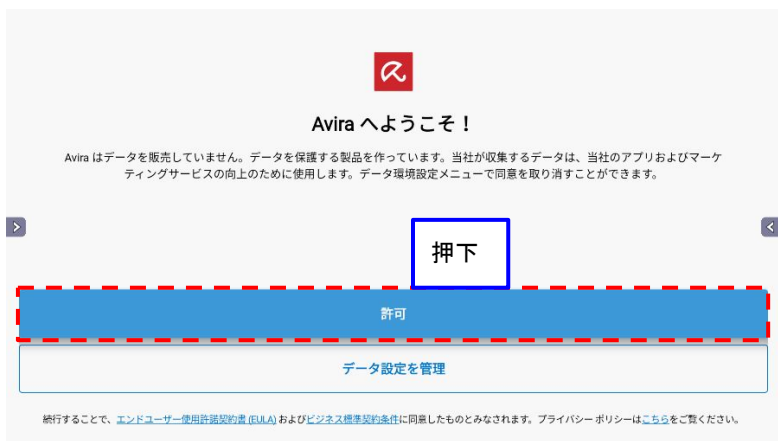 Avira へようこそ！
Avira はデータを販売していません。データを保護する製品を作っています。当社が収集するデータは、当社のアプリおよびマーケ
ティングサービスの向上のために使用します。データ環境設定メニューで同意を取り消すことができます。
押下
許可
データ設定を管理
続行することで、エンドユーザー使用許諾契約書 (EULA) およびビジネス標準契約条件に同意したものとみなされます。プライバシー ポリシーはこちらをご覧ください。